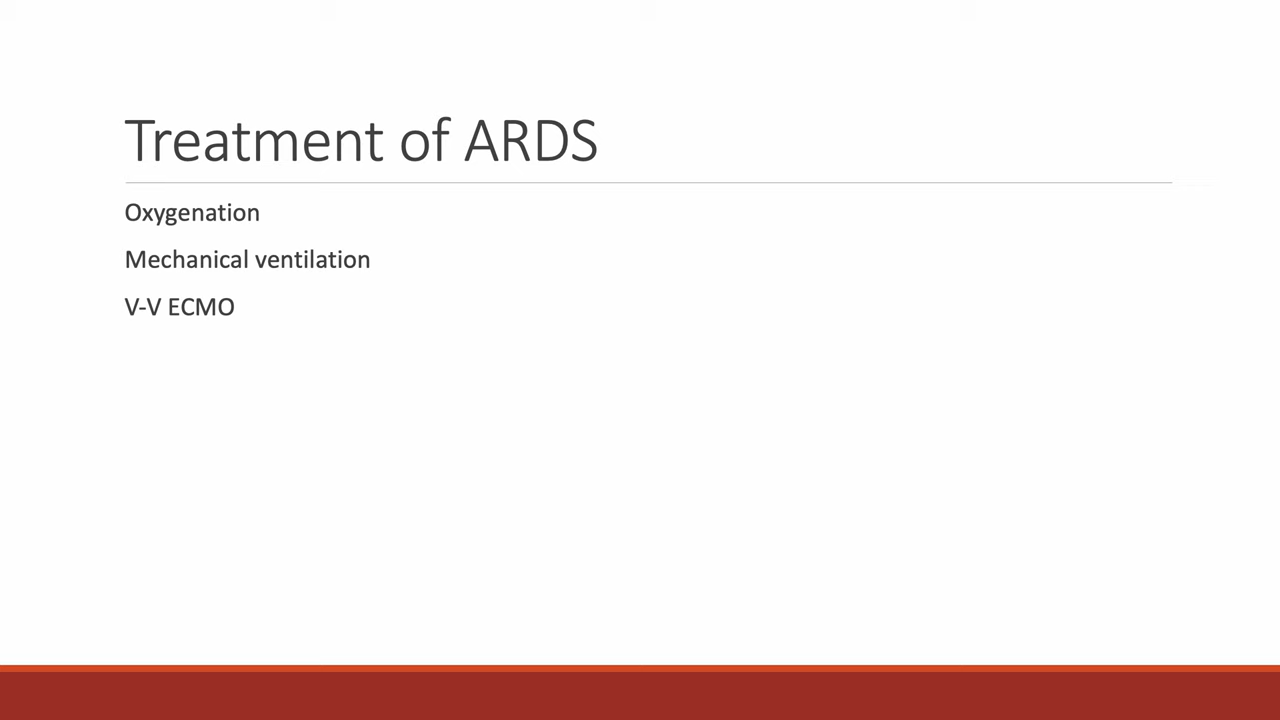 Treatment of ARDS
Oxygenation
Mechanical ventilation
V-V ECMO